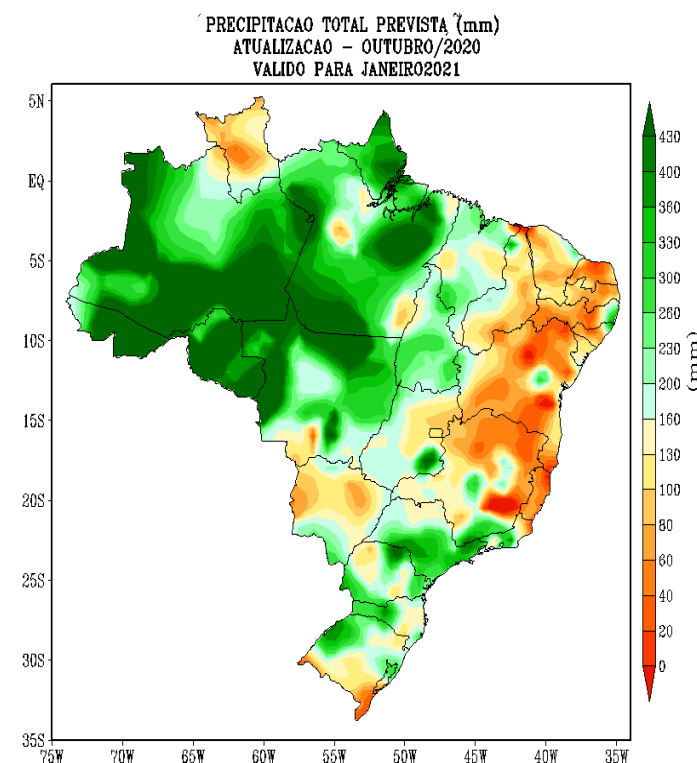 PRECIPITACAO TOTAL PREVISTA (mm)
ATUALIZACAO - OUTUBRO/2020
VALIDO PARA JANEIRO2021
5N
EQ
5S
10S
15S
20S
25S
30S
35S
75W 70W 65W 60W 55W 50W 45W 40W 35W
430
400
360
330
300
260
230
200
160
130
100
80
60
40
20
0
(mm)